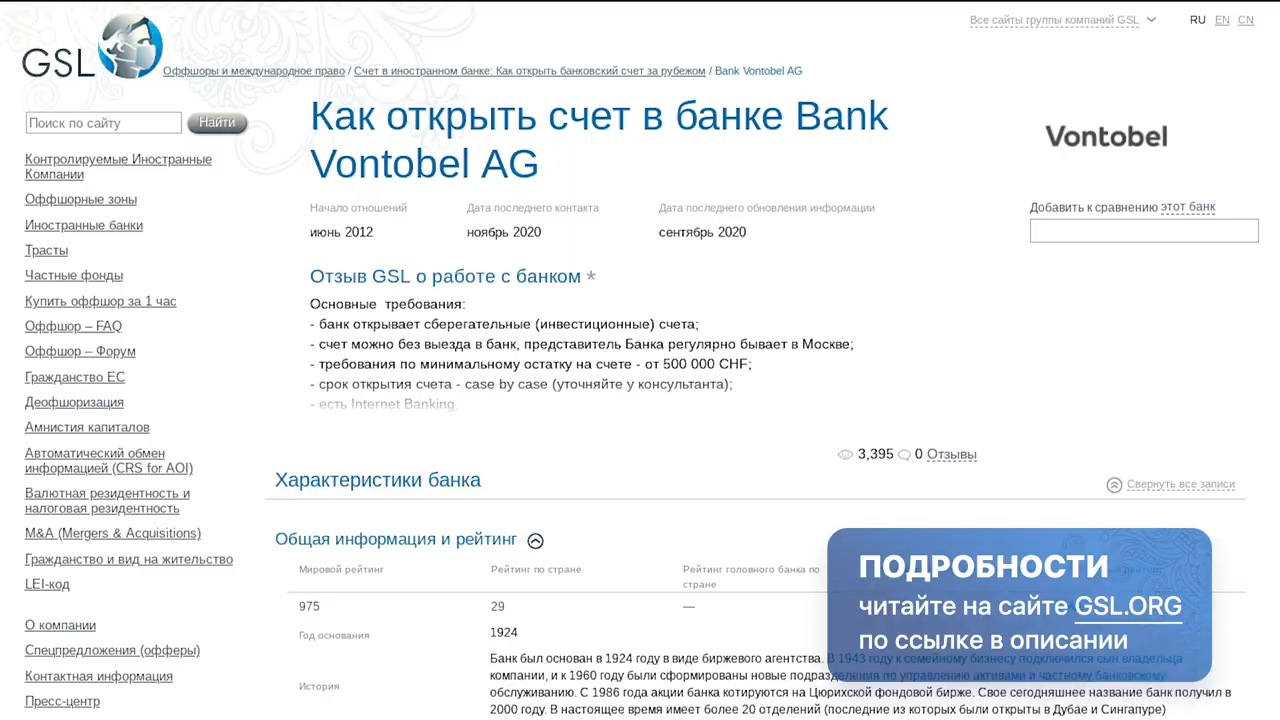 Все сайты группы компаний GSL
RU EN CN
GSL
Оффшоры и международное право / Счет в иностранном банке: Как открыть банковский счет за рубежом / Bank Vontobel AG
Поиск по сайту
Найти
Контролируемые Иностранные
Компании
Оффшорные зоны
Иностранные банки
Трасты
Частные фонды
Купить оффшор за 1 час
Оффшор – FAQ
Оффшор – Форум
Гражданство ЕС
Деофшоризация
Амнистия капиталов
Автоматический обмен
информацией (CRS for AOI)
Валютная резидентность и
налоговая резидентность
M&A (Mergers & Acquisitions)
Гражданство и вид на жительство
LEI-код
О компании
Спецпредложения (офферы)
Контактная информация
Пресс-центр
Как открыть счет в банке Bank
Vontobel AG
Начало отношений
Дата последнего контакта
Дата последнего обновления информации
июнь 2012
ноябрь 2020
сентябрь 2020
Vontobel
Добавить к сравнению этот банк
Отзыв GSL о работе с банком *
Основные требования:
- банк открывает сберегательные (инвестиционные) счета;
- счет можно без выезда в банк, представитель Банка регулярно бывает в Москве;
- требования по минимальному остатку на счете - от 500 000 CHF;
- срок открытия счета - case by case (уточняйте у консультанта);
- есть Internet Banking.
3,395 0 Отзывы
Характеристики банка
Свернуть все записи
Общая информация и рейтинг
Мировой рейтинг
Рейтинг по стране
Рейтинг головного банка по
стране
975
29
—
Год основания
1924
История
Банк был основан в 1924 году в виде биржевого агентства. В 1943 году к семейному бизнесу подключился сын владельца
компании, и к 1960 году были сформированы новые подразделения по управлению активами и частному банковскому
обслуживанию. С 1986 года акции банка котируются на Цюрихской фондовой бирже. Свое сегодняшнее название банк получил в
2000 году. В настоящее время имеет более 20 отделений (последние из которых были открыты в Дубае и Сингапуре)
ПОДРОБНОСТИ
читайте на сайте GSL.ORG
по ссылке в описании